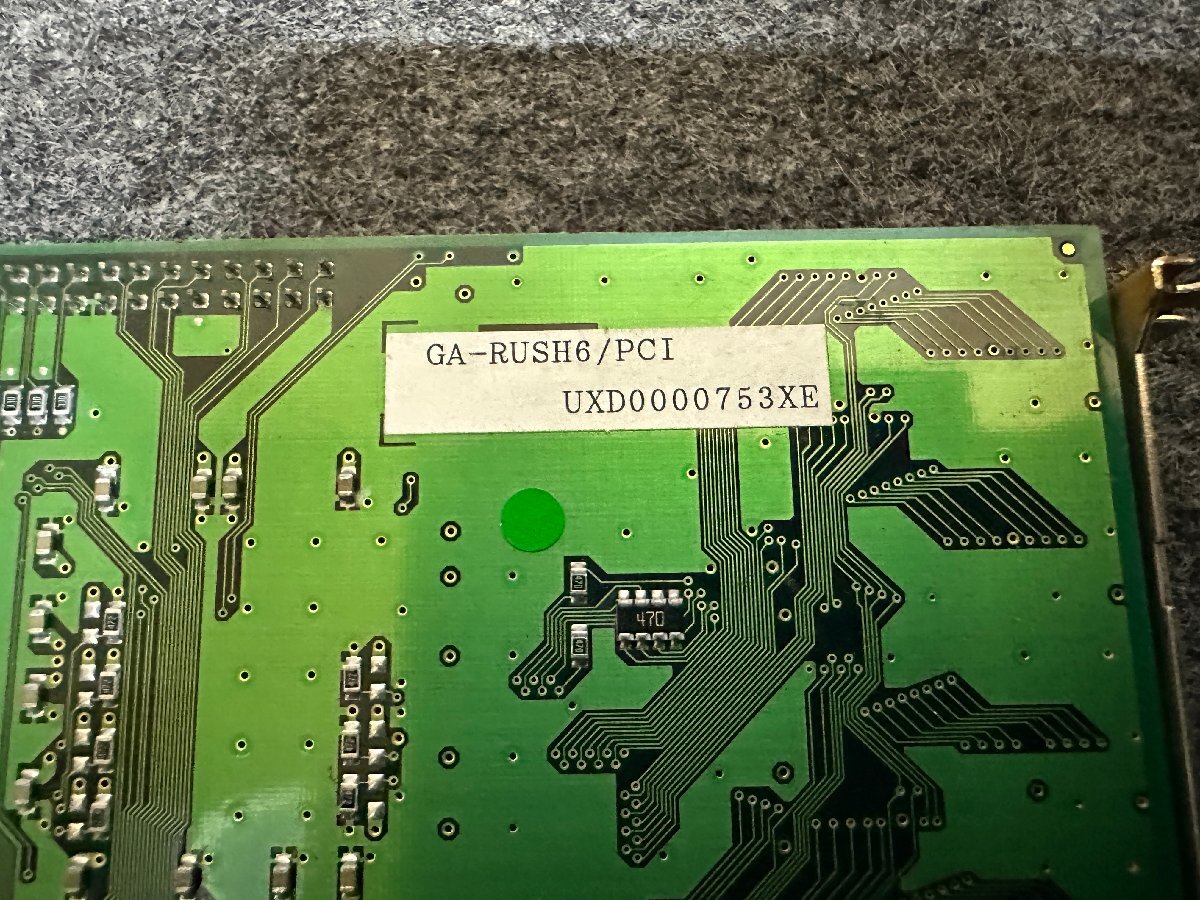 GA-RUSH6/PCI
UXD0000753XE
470